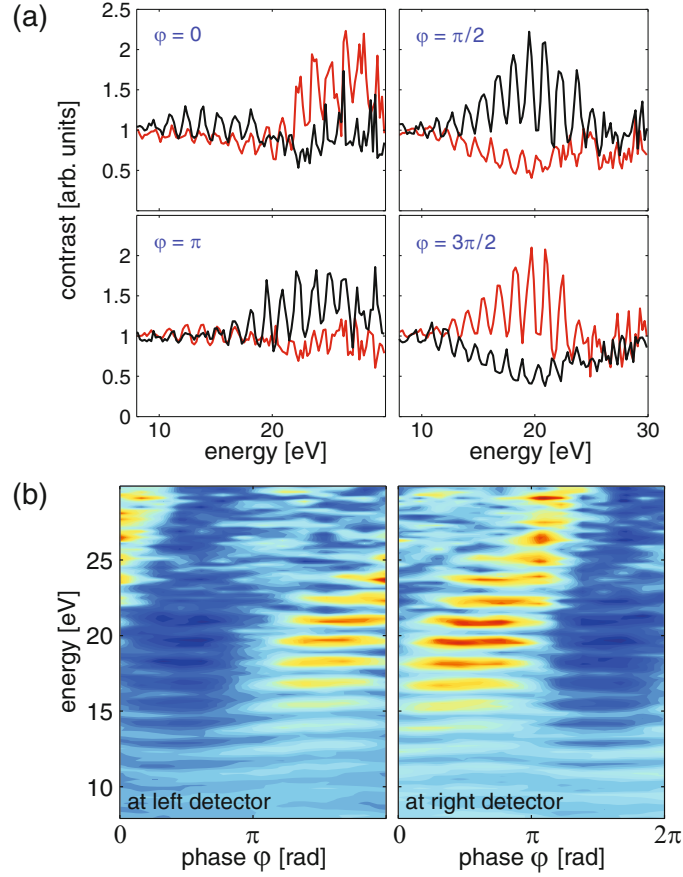 (a)
φ = 0
φ = π/2
2
1.5
1
0.5
φ = π
φ = 3π/2
2
1.5
1
0.5
0
contrast [arb. units]
10 20
10 20 30
energy [eV] energy [eV]
(b)
25
20
15
10
energy [eV]
at left detector
at right detector
0 π
0 π 2π
phase φ [rad] phase φ [rad]